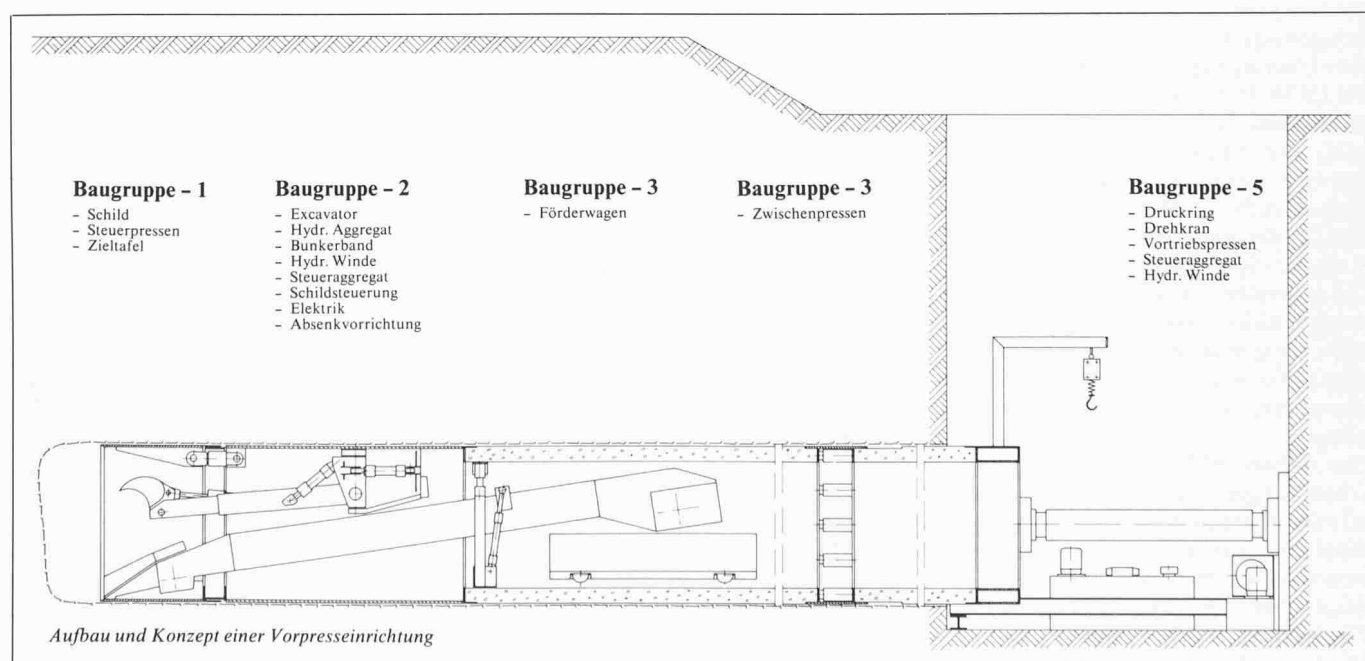 Baugruppe – 1
– Schild
– Steuerpressen
– Zieltafel
Baugruppe – 2
– Excavator
– Hydr. Aggregat
– Bunkerband
– Hydr. Winde
– Steueraggregat
– Schildsteuerung
– Elektrik
– Absenkvorrichtung
Baugruppe – 3
– Förderwagen
Baugruppe – 3
– Zwischenpressen
Baugruppe – 5
– Druckring
– Drehkran
– Vortriebspressen
– Steueraggregat
– Hydr. Winde
Aufbau und Konzept einer Vorpresseinrichtung